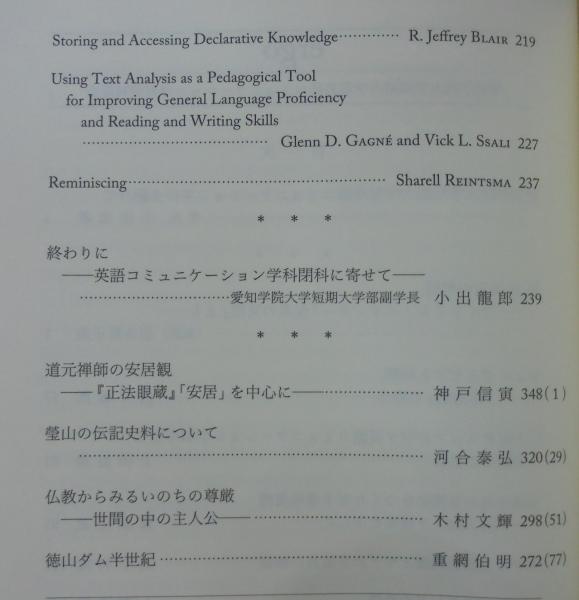 Storing and Accessing Declarative Knowledge············· R. Jeffrey BLAIR 219
Using Text Analysis as a Pedagogical Tool
for Improving General Language Proficiency
and Reading and Writing Skills
······································ Glenn D. GAGNÉ and Vick L. SSALI 227
Reminiscing····················································· Sharell REINTSMA 237
* * *
終わりに
——英語コミュニケーション学科閉科に寄せて——
································愛知学院大学短期大学部副学長 小出龍郎 239
* * *
道元禅師の安居観
——『正法眼蔵』「安居」を中心に——······················ 神戸信寅 348(1)
瑩山の伝記史料について
······································································· 河合泰弘 320(29)
仏教からみるいのちの尊厳
——世間の中の主人公——···································· 木村文輝 298(51)
徳山ダム半世紀······················································ 重網伯明 272(77)